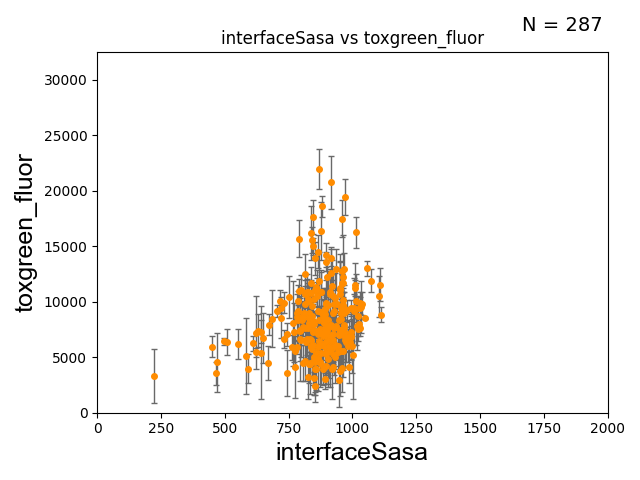 N = 287
interfaceSasa vs toxgreen_fluor
30000
25000
20000
15000
10000
5000
0
toxgreen_fluor
0 250 500 750 1000 1250 1500 1750 2000
interfaceSasa